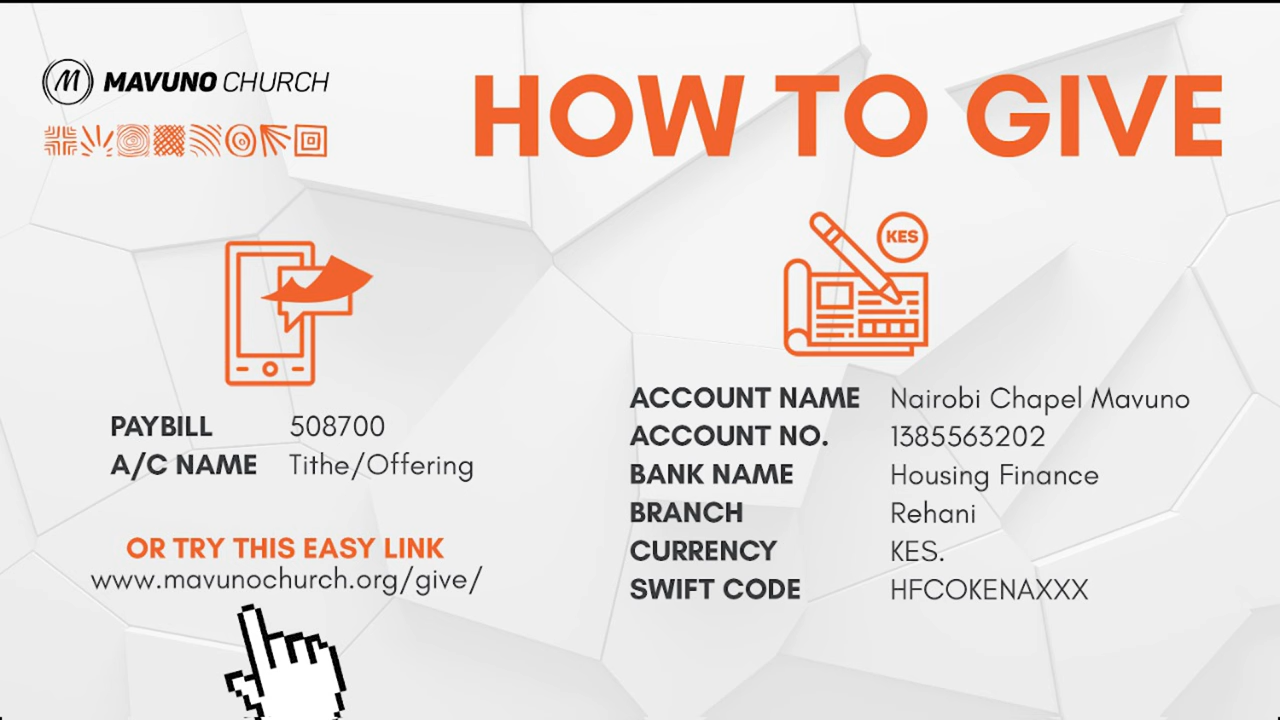 MAVUNO CHURCH
HOW TO GIVE
KES
PAYBILL 508700
A/C NAME Tithe/Offering
OR TRY THIS EASY LINK
www.mavunochurch.org/give/
ACCOUNT NAME Nairobi Chapel Mavuno
ACCOUNT NO. 1385563202
BANK NAME Housing Finance
BRANCH Rehani
CURRENCY KES.
SWIFT CODE HFCOKENAXXX